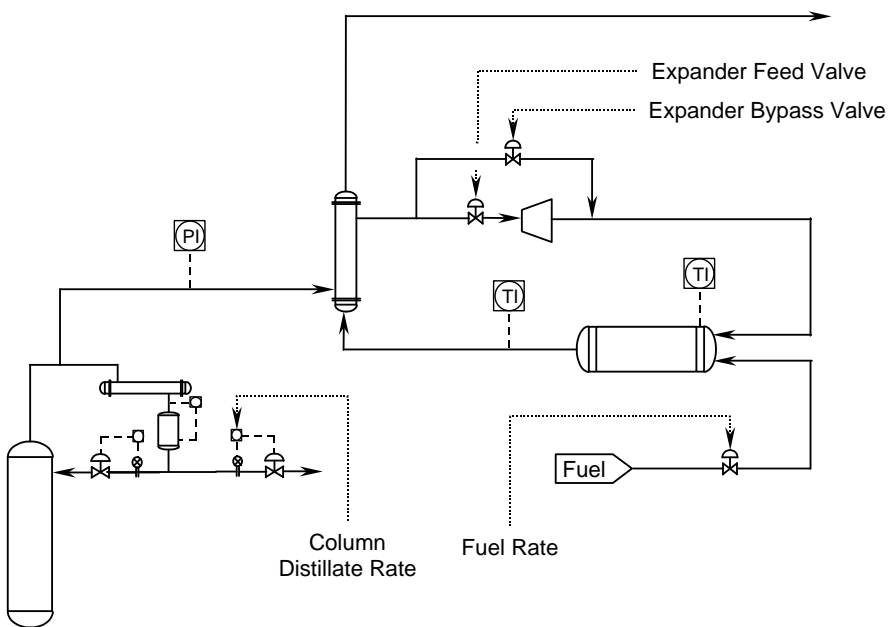 Expander Feed Valve
Expander Bypass Valve
PI
TI
TI
Fuel
Column
Distillate Rate
Fuel Rate